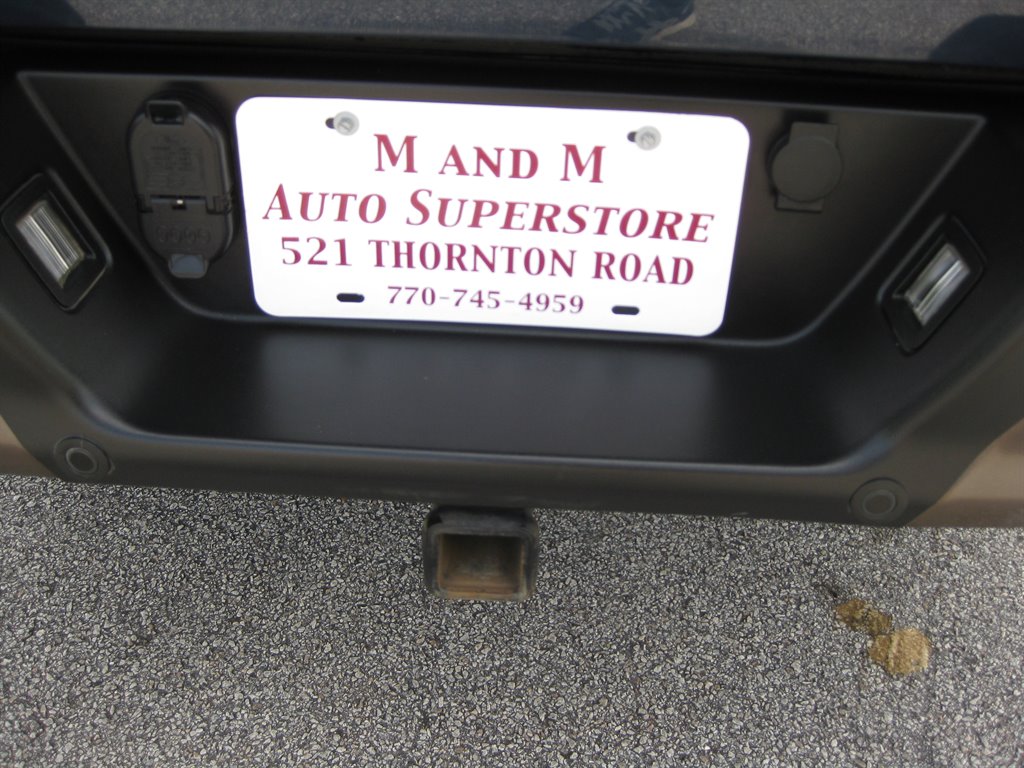 M AND M
AUTO SUPERSTORE
521 THORNTON ROAD
770-745-4959